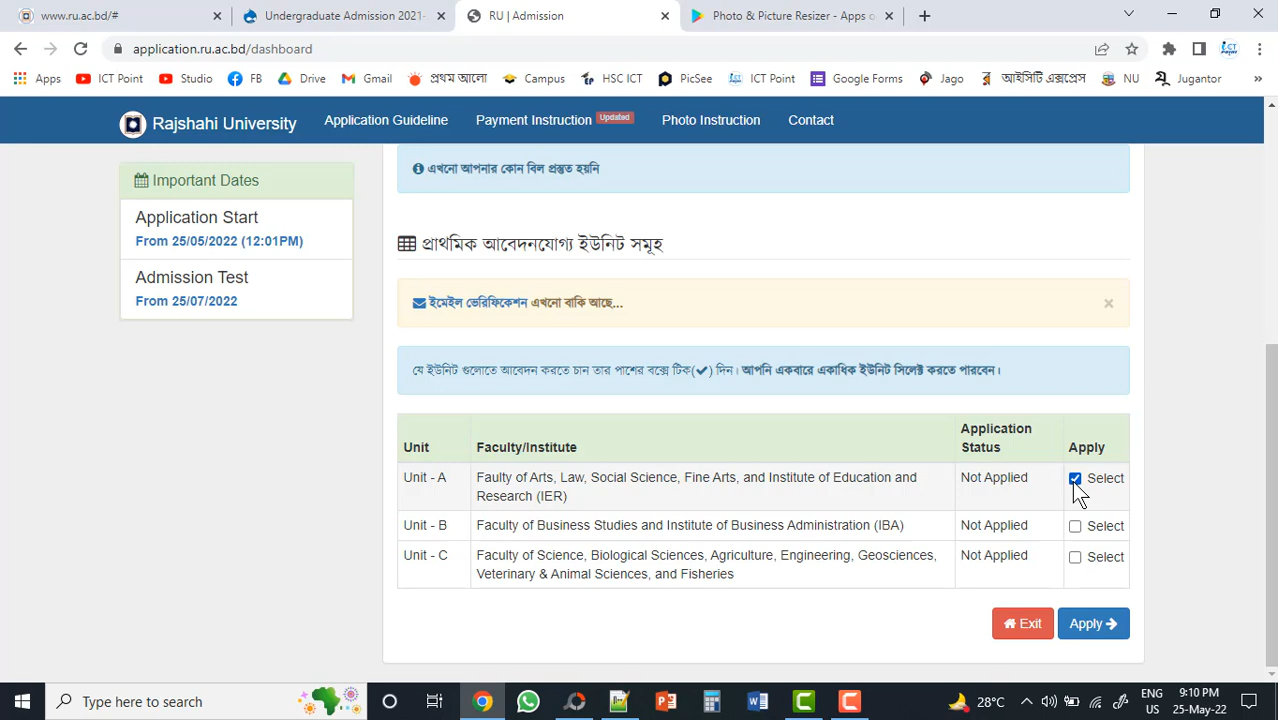 www.ru.ac.bd/#
Undergraduate Admission 2021-
RU | Admission
Photo & Picture Resizer - Apps o
application.ru.ac.bd/dashboard
Apps
ICT Point
Studio
FB
Drive
Gmail
প্রথম আলো
Campus
HSC ICT
PicSee
ICT Point
Google Forms
Jago
আইসিটি এক্সপ্রেস
NU
Jugantor
Rajshahi University
Application Guideline
Payment Instruction Updated
Photo Instruction
Contact
Important Dates
Application Start
From 25/05/2022 (12:01PM)
Admission Test
From 25/07/2022
এখনো আপনার কোন বিল প্রস্তুত হয়নি
প্রাথমিক আবেদনযোগ্য ইউনিট সমূহ
ইমেইল ভেরিফিকেশন এখনো বাকি আছে...
×
যে ইউনিট গুলোতে আবেদন করতে চান তার পাশের বক্সে টিক(✔) দিন। আপনি একবারে একাধিক ইউনিট সিলেক্ট করতে পারবেন।
Unit
Faculty/Institute
Application
Status
Apply
Unit - A
Faulty of Arts, Law, Social Science, Fine Arts, and Institute of Education and
Research (IER)
Not Applied
Select
Unit - B
Faculty of Business Studies and Institute of Business Administration (IBA)
Not Applied
Select
Unit - C
Faculty of Science, Biological Sciences, Agriculture, Engineering, Geosciences,
Veterinary & Animal Sciences, and Fisheries
Not Applied
Select
Exit
Apply
Type here to search
28°C
ENG
US
9:10 PM
25-May-22